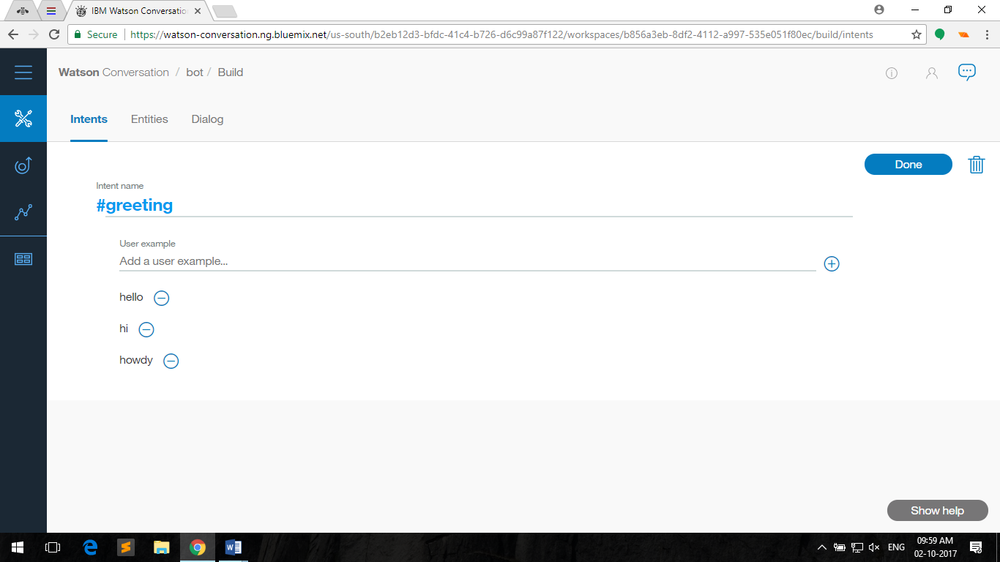 IBM Watson Conversatio
Secure
https://watson-conversation.ng.bluemix.net/us-south/b2eb12d3-bfdc-41c4-b726-d6c99a87f122/workspaces/b856a3eb-8df2-4112-a997-535e051f80ec/build/intents
Watson Conversation / bot / Build
Intents Entities Dialog
Done
Intent name
#greeting
User example
Add a user example...
hello
hi
howdy
Show help
ENG
09:59 AM
02-10-2017